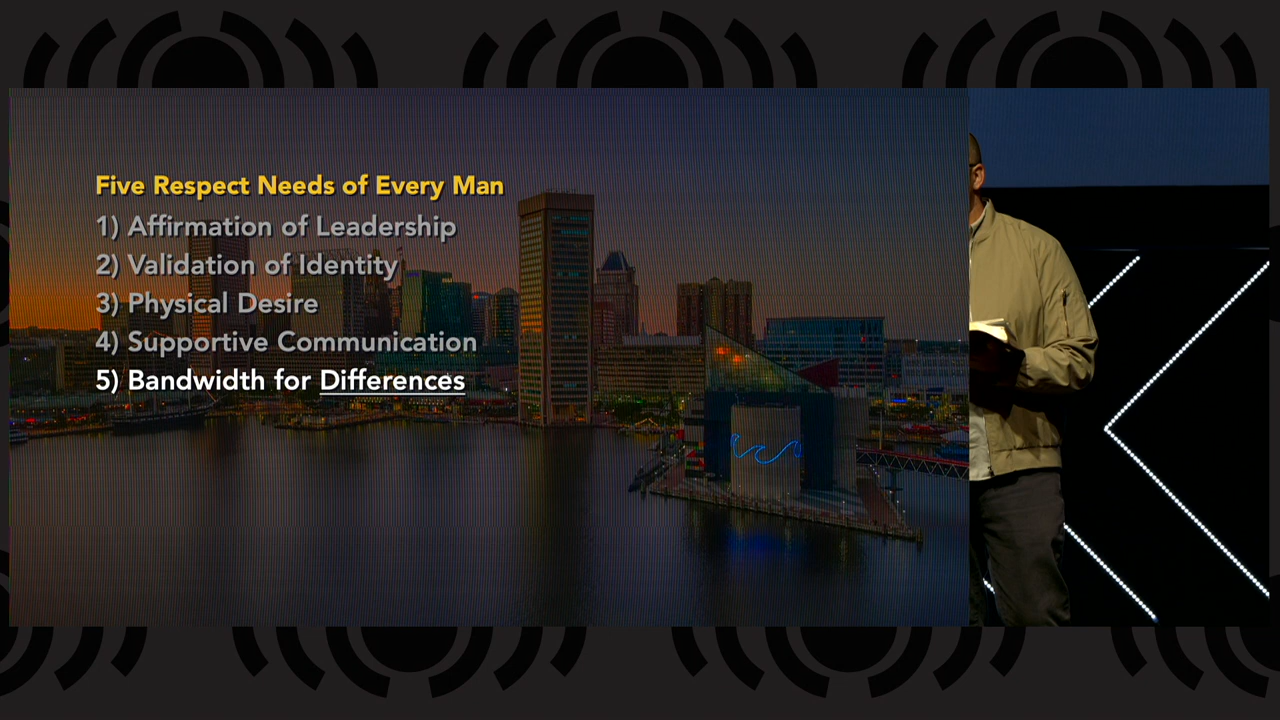 Five Respect Needs of Every Man
1) Affirmation of Leadership
2) Validation of Identity
3) Physical Desire
4) Supportive Communication
5) Bandwidth for Differences